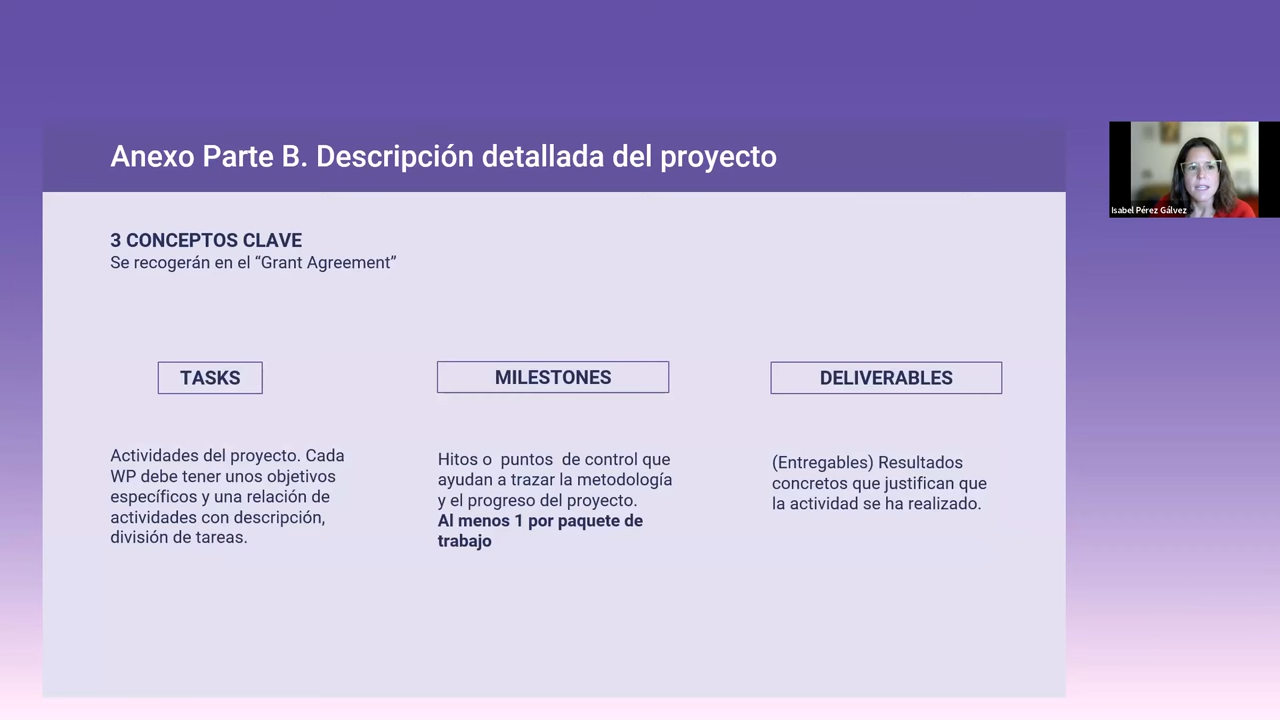 Anexo Parte B. Descripción detallada del proyecto
Isabel Pérez Gálvez
3 CONCEPTOS CLAVE
Se recogerán en el “Grant Agreement”
TASKS
Actividades del proyecto. Cada
WP debe tener unos objetivos
específicos y una relación de
actividades con descripción,
división de tareas.
MILESTONES
Hitos o  puntos  de control que
ayudan a trazar la metodología
y el progreso del proyecto.
Al menos 1 por paquete de
trabajo
DELIVERABLES
(Entregables) Resultados
concretos que justifican que
la actividad se ha realizado.